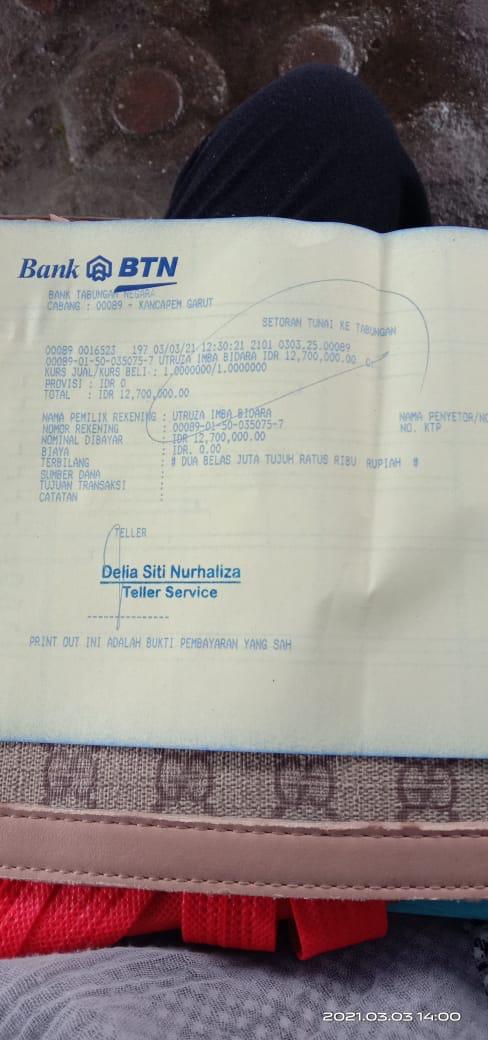 Bank BTN
BANK TABUNGAN NEGARA
CABANG : 00089 - KANCAPEM GARUT
SETORAN TUNAI KE TABUNGAN
00089 0016523 197 03/03/21 12:30:21 2101 0303.25.00089
00089-01-50-035075-7 UTRUZA IMBA BIDARA IDR 12,700,000.00
KURS JUAL/KURS BELI : 1.0000000/1.0000000
PROVISI : IDR 0
TOTAL : IDR 12,700,000.00
NAMA PEMILIK REKENING : UTRUZA IMBA BIDARA NAMA PENYETOR/NO
NOMOR REKENING : 00089-01-50-035075-7 NO. KTP
NOMINAL DIBAYAR : IDR 12,700,000.00
BIAYA : IDR. 0.00
TERBILANG : # DUA BELAS JUTA TUJUH RATUS RIBU RUPIAH #
SUMBER DANA :
TUJUAN TRANSAKSI :
CATATAN :
TELLER
Delia Siti Nurhaliza
Teller Service
PRINT OUT INI ADALAH BUKTI PEMBAYARAN YANG SAH
2021.03.03 14:00